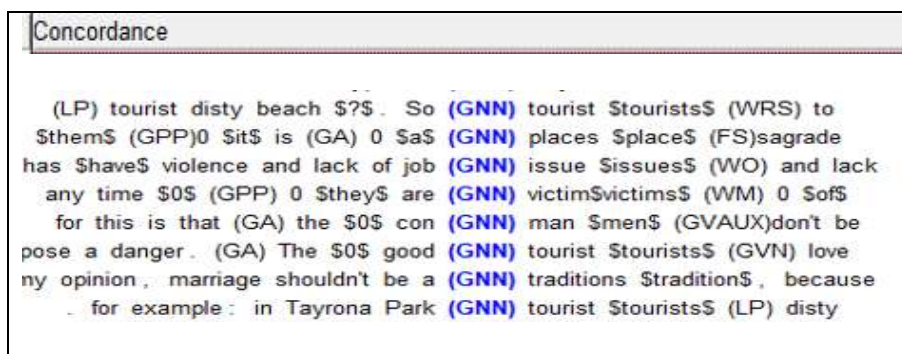 Concordance
(LP) tourist disty beach $?$ . So (GNN) tourist $tourists$ (WRS) to
$them$ (GPP)0 $it$ is (GA) 0 $a$ (GNN) places $place$ (FS)sagrade
has $have$ violence and lack of job (GNN) issue $issues$ (WO) and lack
any time $0$ (GPP) 0 $they$ are (GNN) victim$victims$ (WM) 0 $of$
for this is that (GA) the $0$ con (GNN) man $men$ (GVAUX)don't be
pose a danger. (GA) The $0$ good (GNN) tourist $tourists$ (GVN) love
my opinion , marriage shouldn't be a (GNN) traditions $tradition$ , because
. for example : in Tayrona Park (GNN) tourist $tourists$ (LP) disty